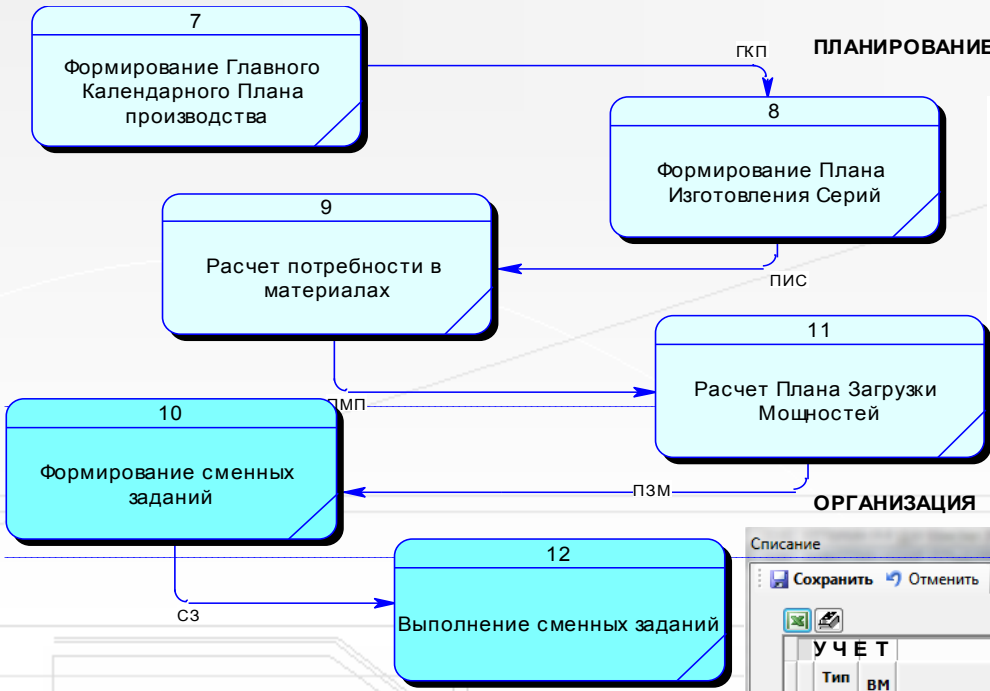 7
Формирование Главного
Календарного Плана
производства
ГКП
ПЛАНИРОВАНИЕ
8
Формирование Плана
Изготовления Серий
9
Расчет потребности в
материалах
ПИС
11
Расчет Плана Загрузки
Мощностей
ПМП
10
Формирование сменных
заданий
ПЗМ
ОРГАНИЗАЦИЯ
12
Выполнение сменных заданий
СЗ
Списание
Сохранить Отменить
УЧЕТ
Тип ВМ